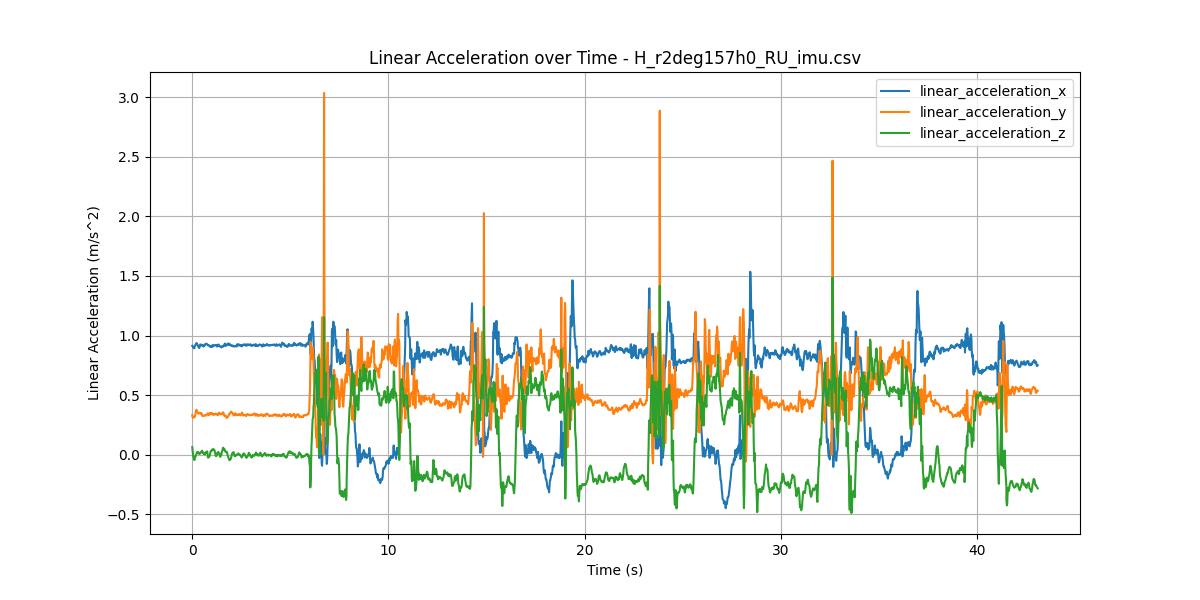 Linear Acceleration over Time - H_r2deg157h0_RU_imu.csv
linear_acceleration_x
linear_acceleration_y
linear_acceleration_z
Linear Acceleration (m/s^2)
3.0
2.5
2.0
1.5
1.0
0.5
0.0
−0.5
0 10 20 30 40
Time (s)